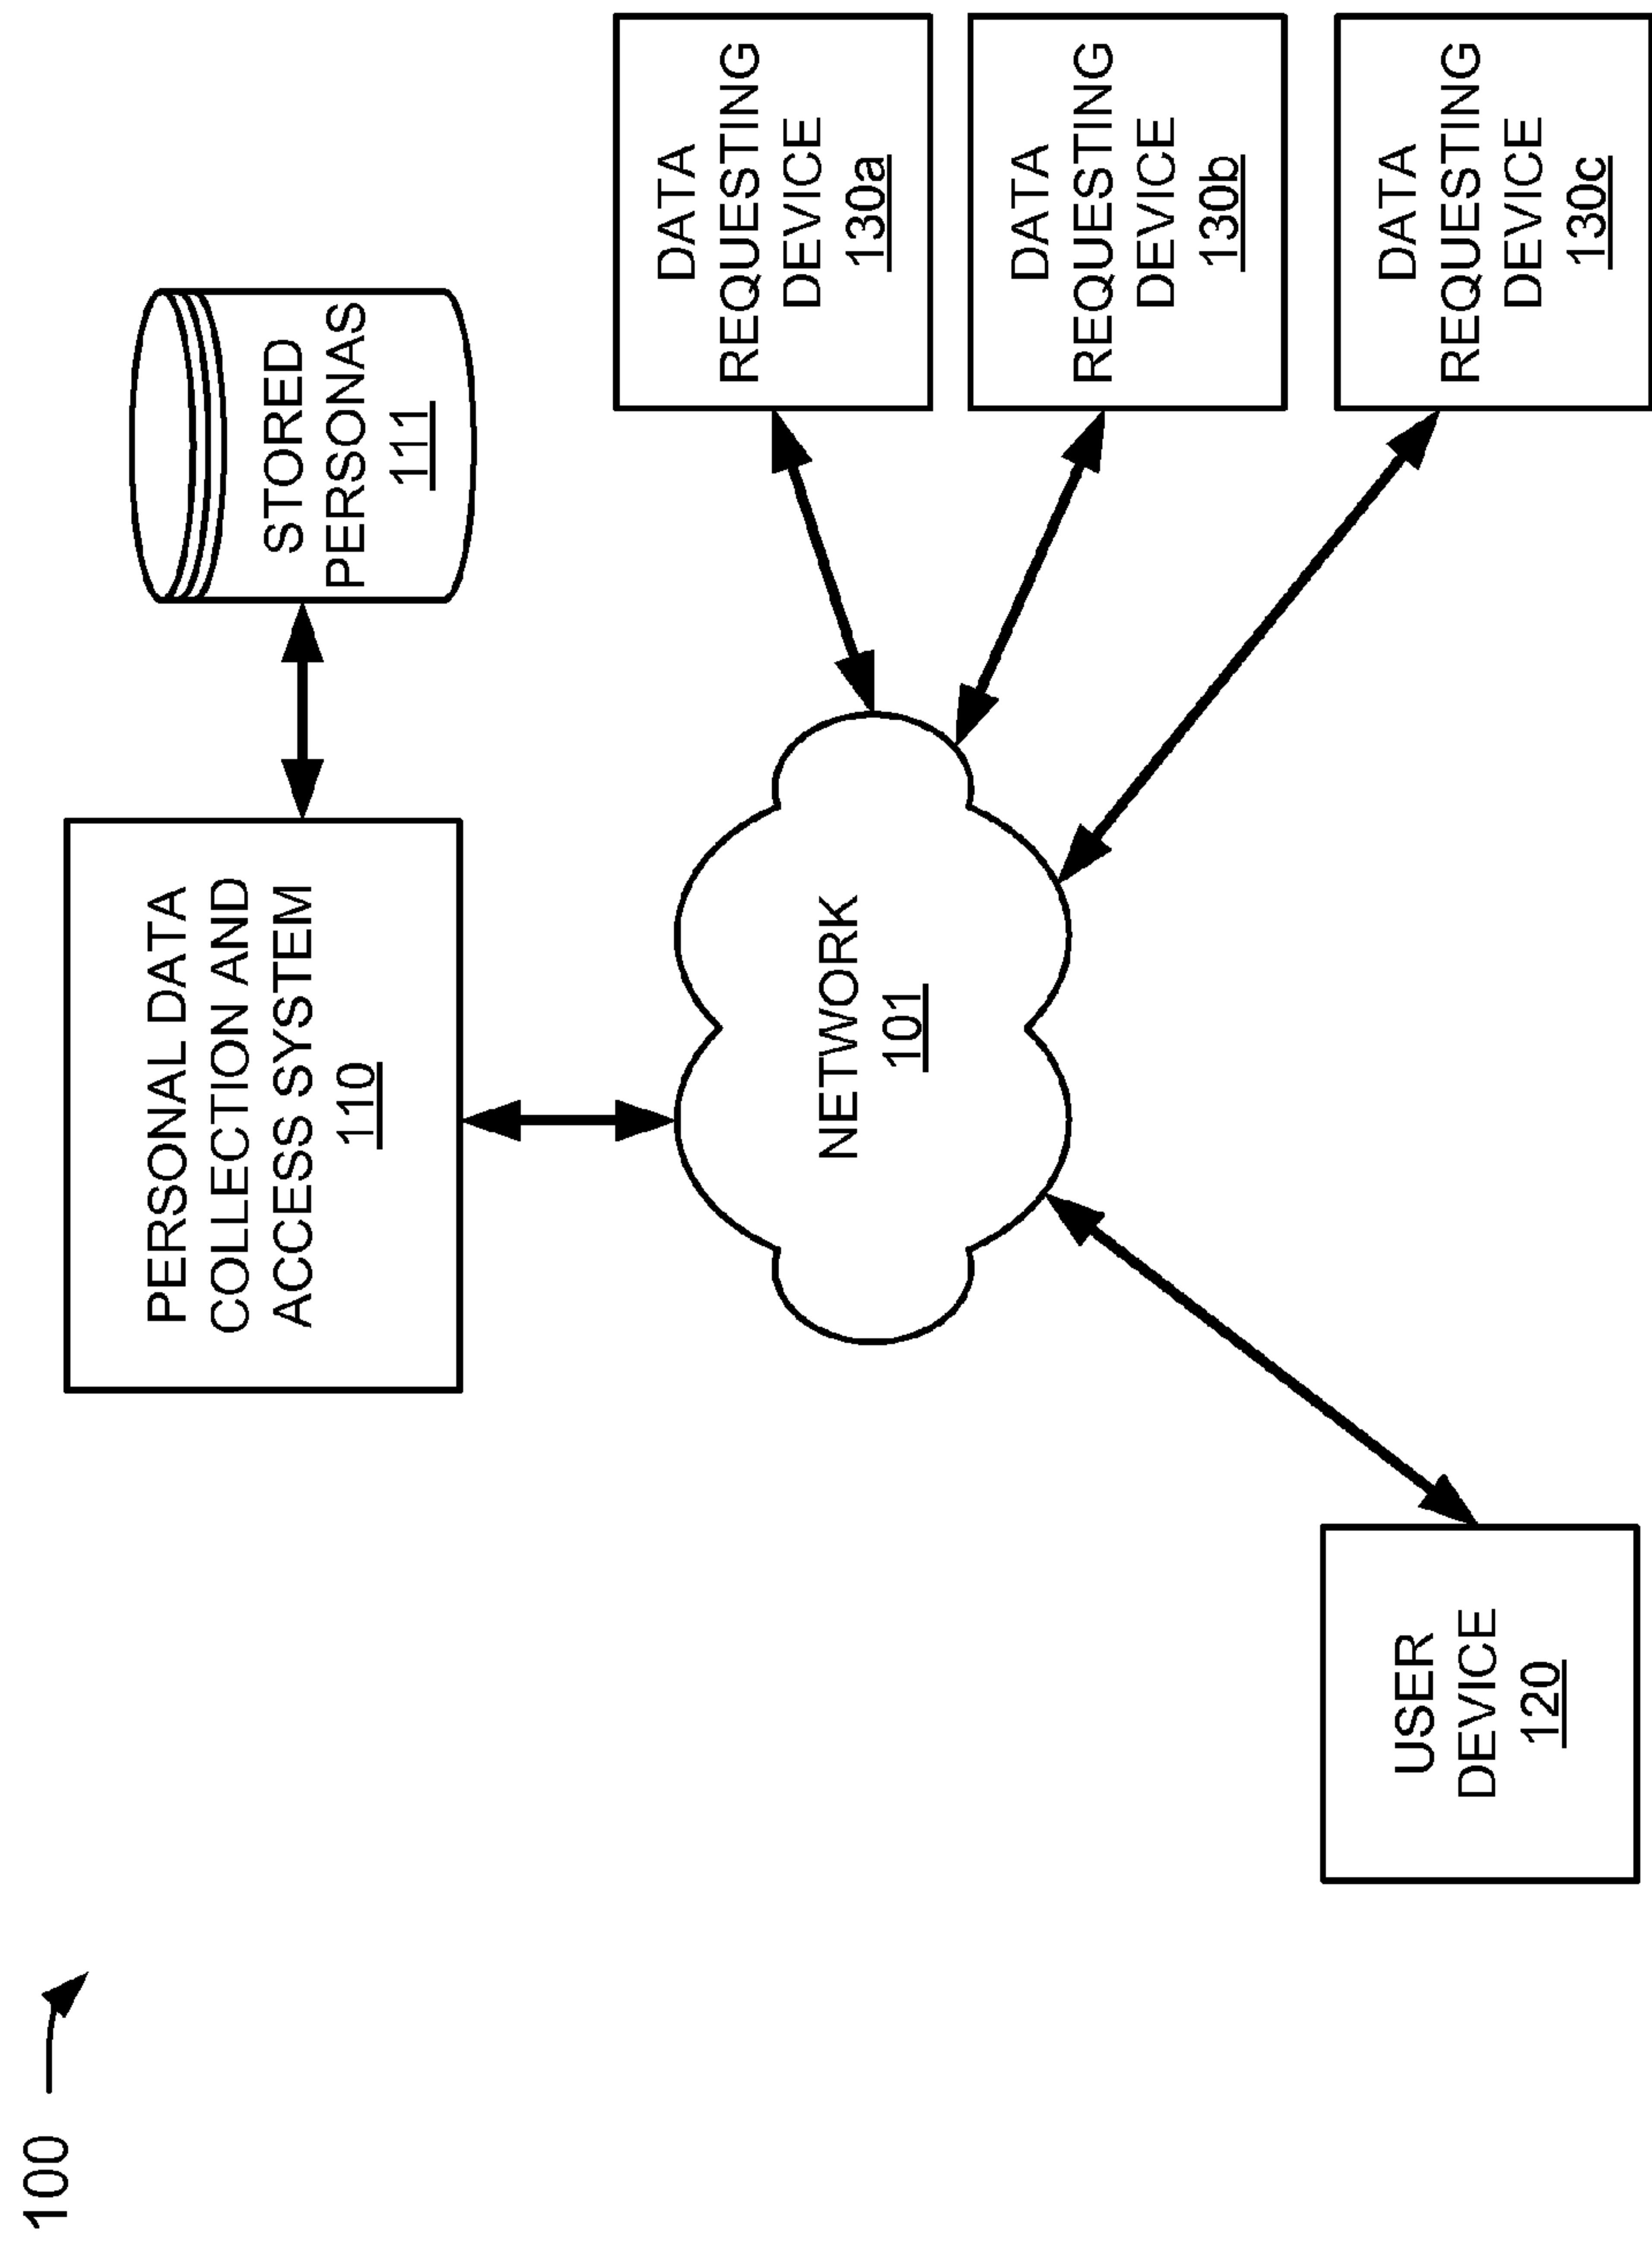 100
PERSONAL DATA
COLLECTION AND
ACCESS SYSTEM
110
STORED
PERSONAS
111
NETWORK
101
USER
DEVICE
120
DATA
REQUESTING
DEVICE
130a
DATA
REQUESTING
DEVICE
130b
DATA
REQUESTING
DEVICE
130c